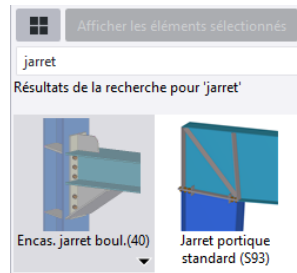 Afficher les éléments sélectionnés
jarret
Résultats de la recherche pour 'jarret'
Encas. jarret boul.(40)
Jarret portique
standard (S93)